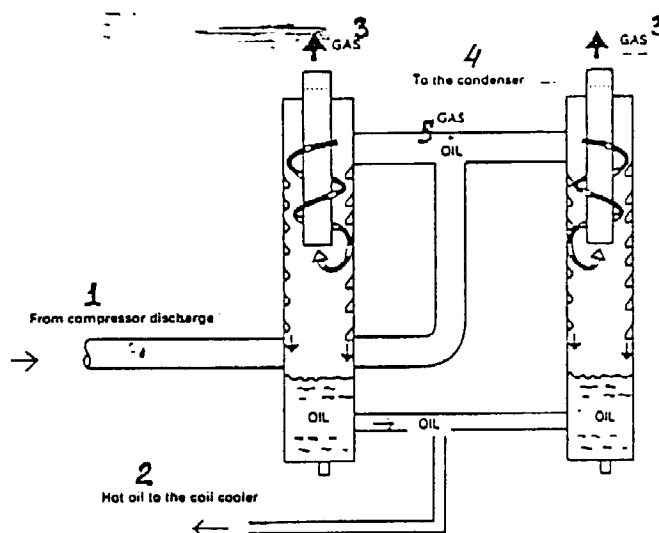 GAS 3
GAS 3
4
To the condenser
GAS
OIL
1
From compressor discharge
OIL
OIL
OIL
2
Hot oil to the coil cooler